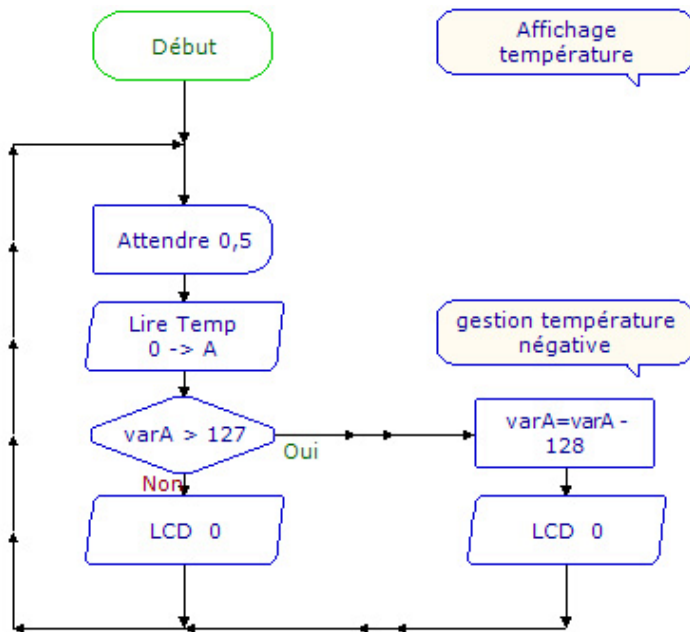 Début
Affichage
température
Attendre 0,5
Lire Temp
0 -> A
gestion température
négative
varA > 127
Oui
varA=varA -
128
Non
LCD 0
LCD 0